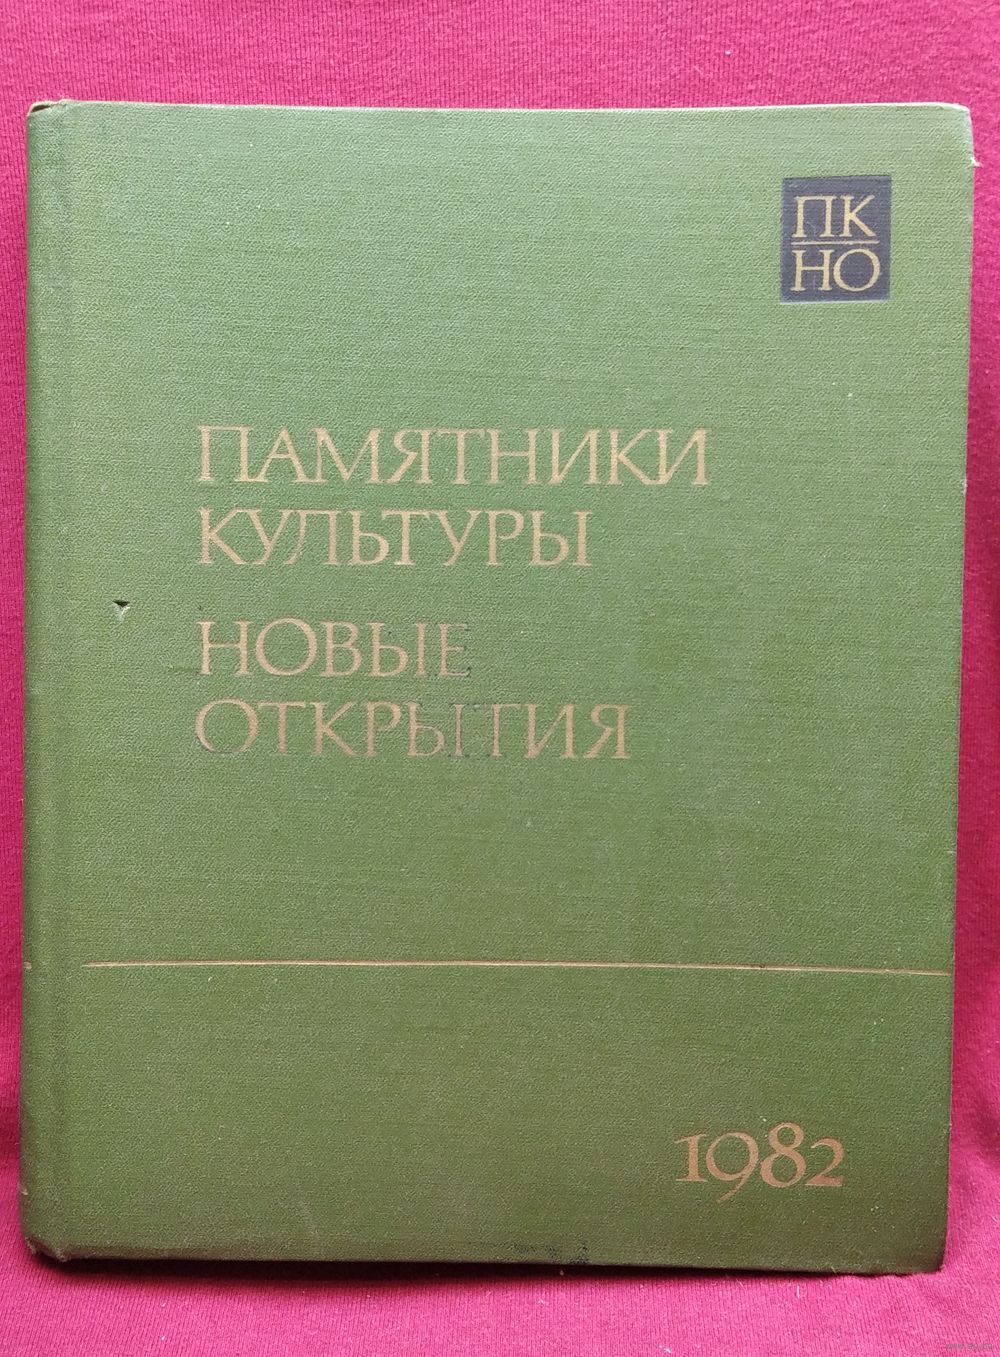 ПК
НО
ПАМЯТНИКИ
КУЛЬТУРЫ
НОВЫЕ
ОТКРЫТИЯ
1982